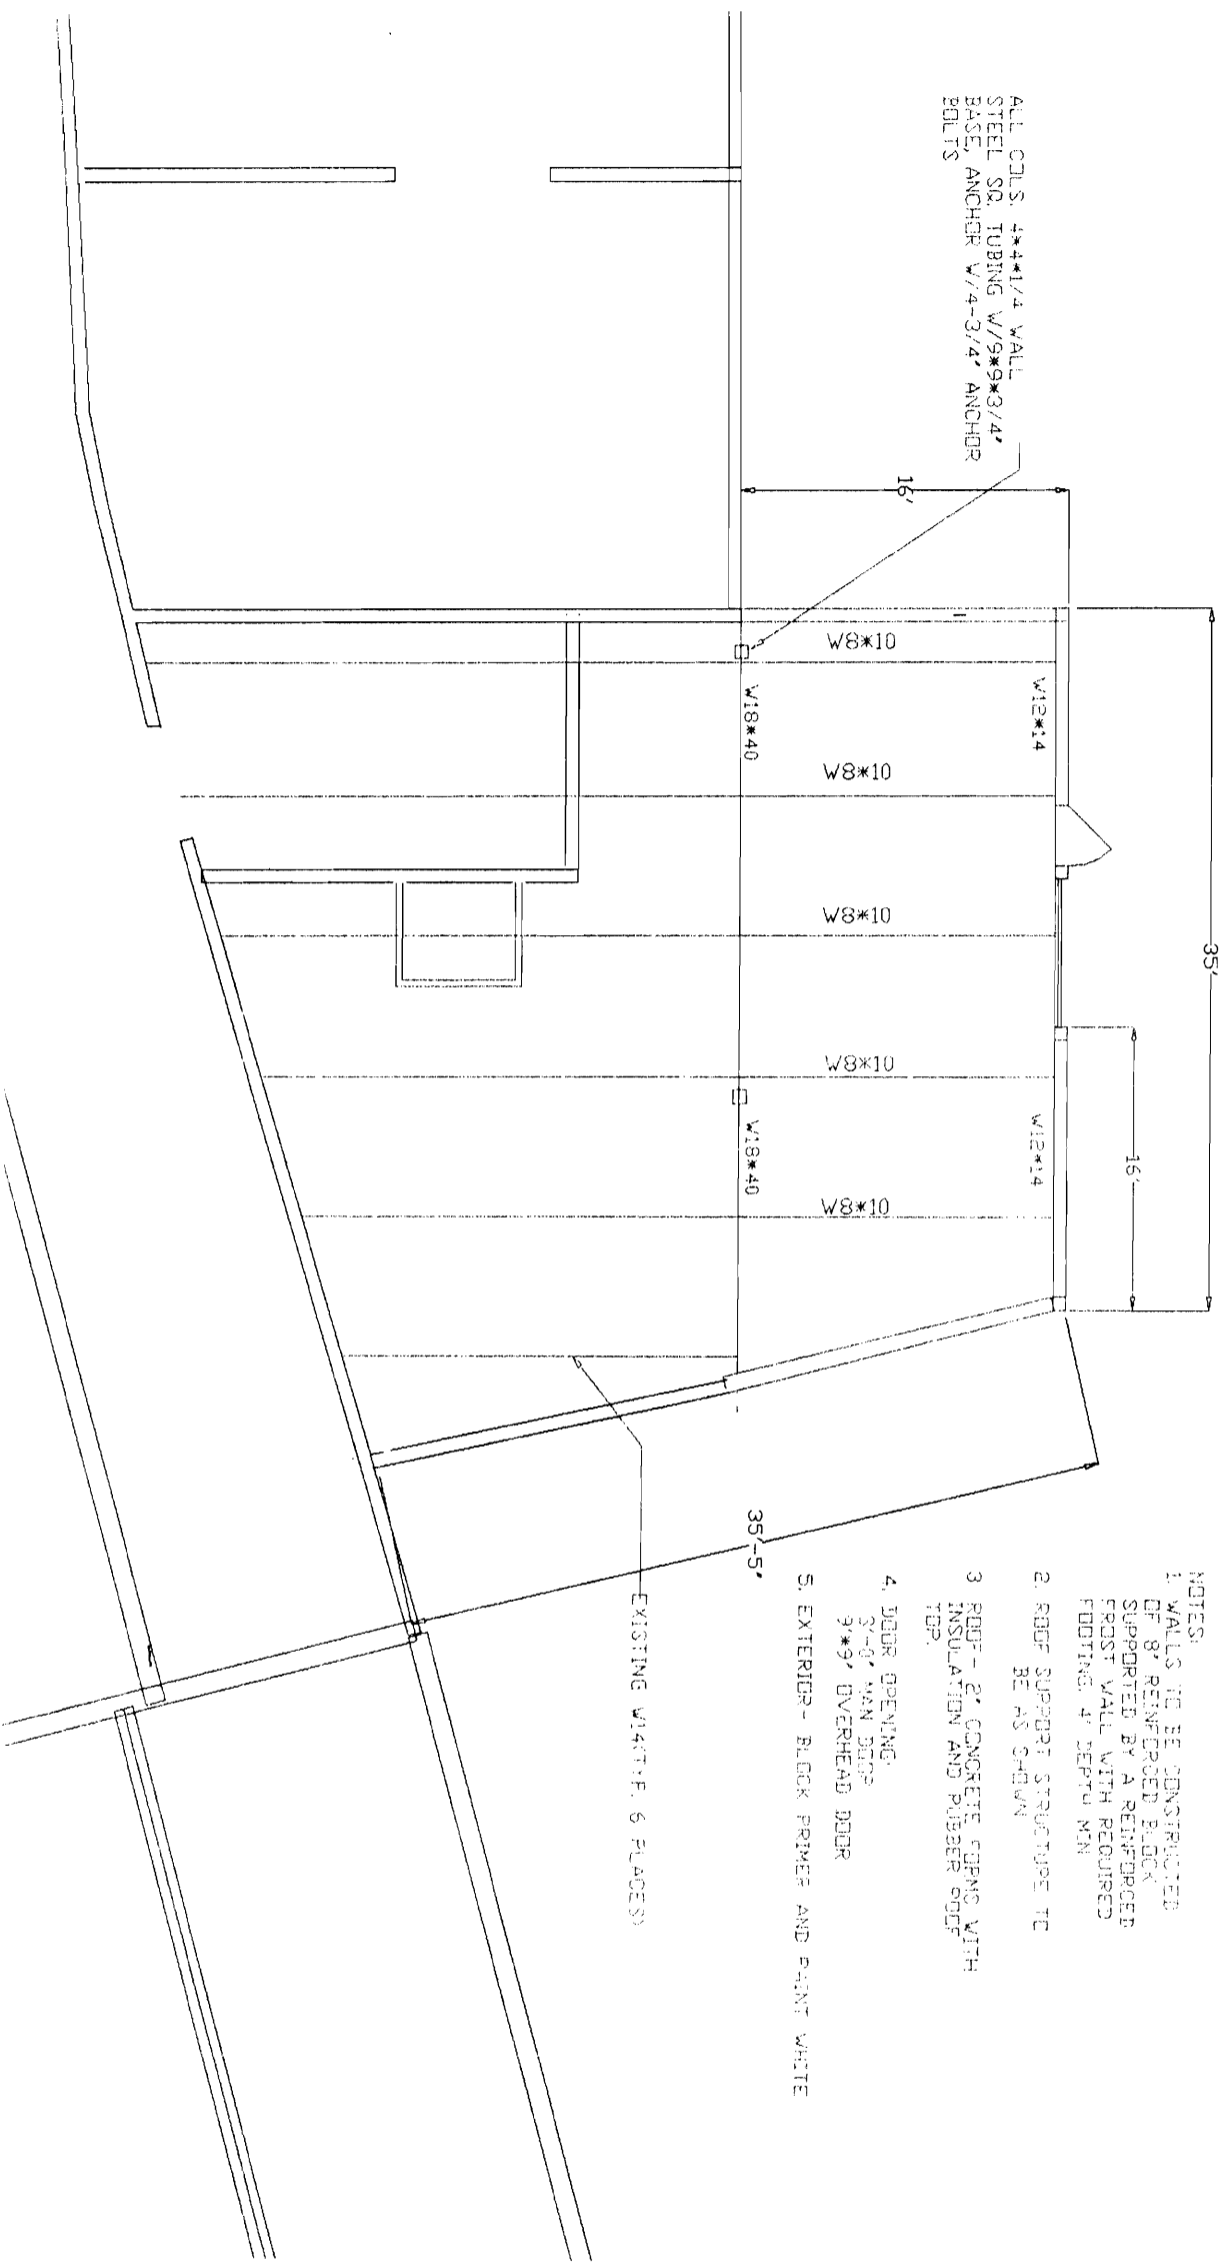 ALL COLS. 4*4*1/4 WALL
STEEL SQ. TUBING W/9*9*3/4"
BASE, ANCHOR W/4-3/4" ANCHOR
BOLTS
16'
35'
W12*14
W8*10
W18*40
W8*10
W8*10
W8*10
W12*14
16'
W18*40
W8*10
35'-5"
EXISTING W14(TYP. 6 PLACES)
NOTES:
1. WALLS TO BE CONSTRUCTED
OF 8" REINFORCED BLOCK
SUPPORTED BY A REINFORCED
FROST WALL WITH REQUIRED
FOOTING. 4' DEPTH MIN
2. ROOF SUPPORT STRUCTURE TO
BE AS SHOWN
3 ROOF - 2" CONCRETE FORMS WITH
INSULATION AND RUBBER ROOF
TOP.
4. DOOR OPENING:
3'-0" MAN DOOR
9'*9' OVERHEAD DOOR
5. EXTERIOR - BLOCK PRIMER AND PAINT WHITE